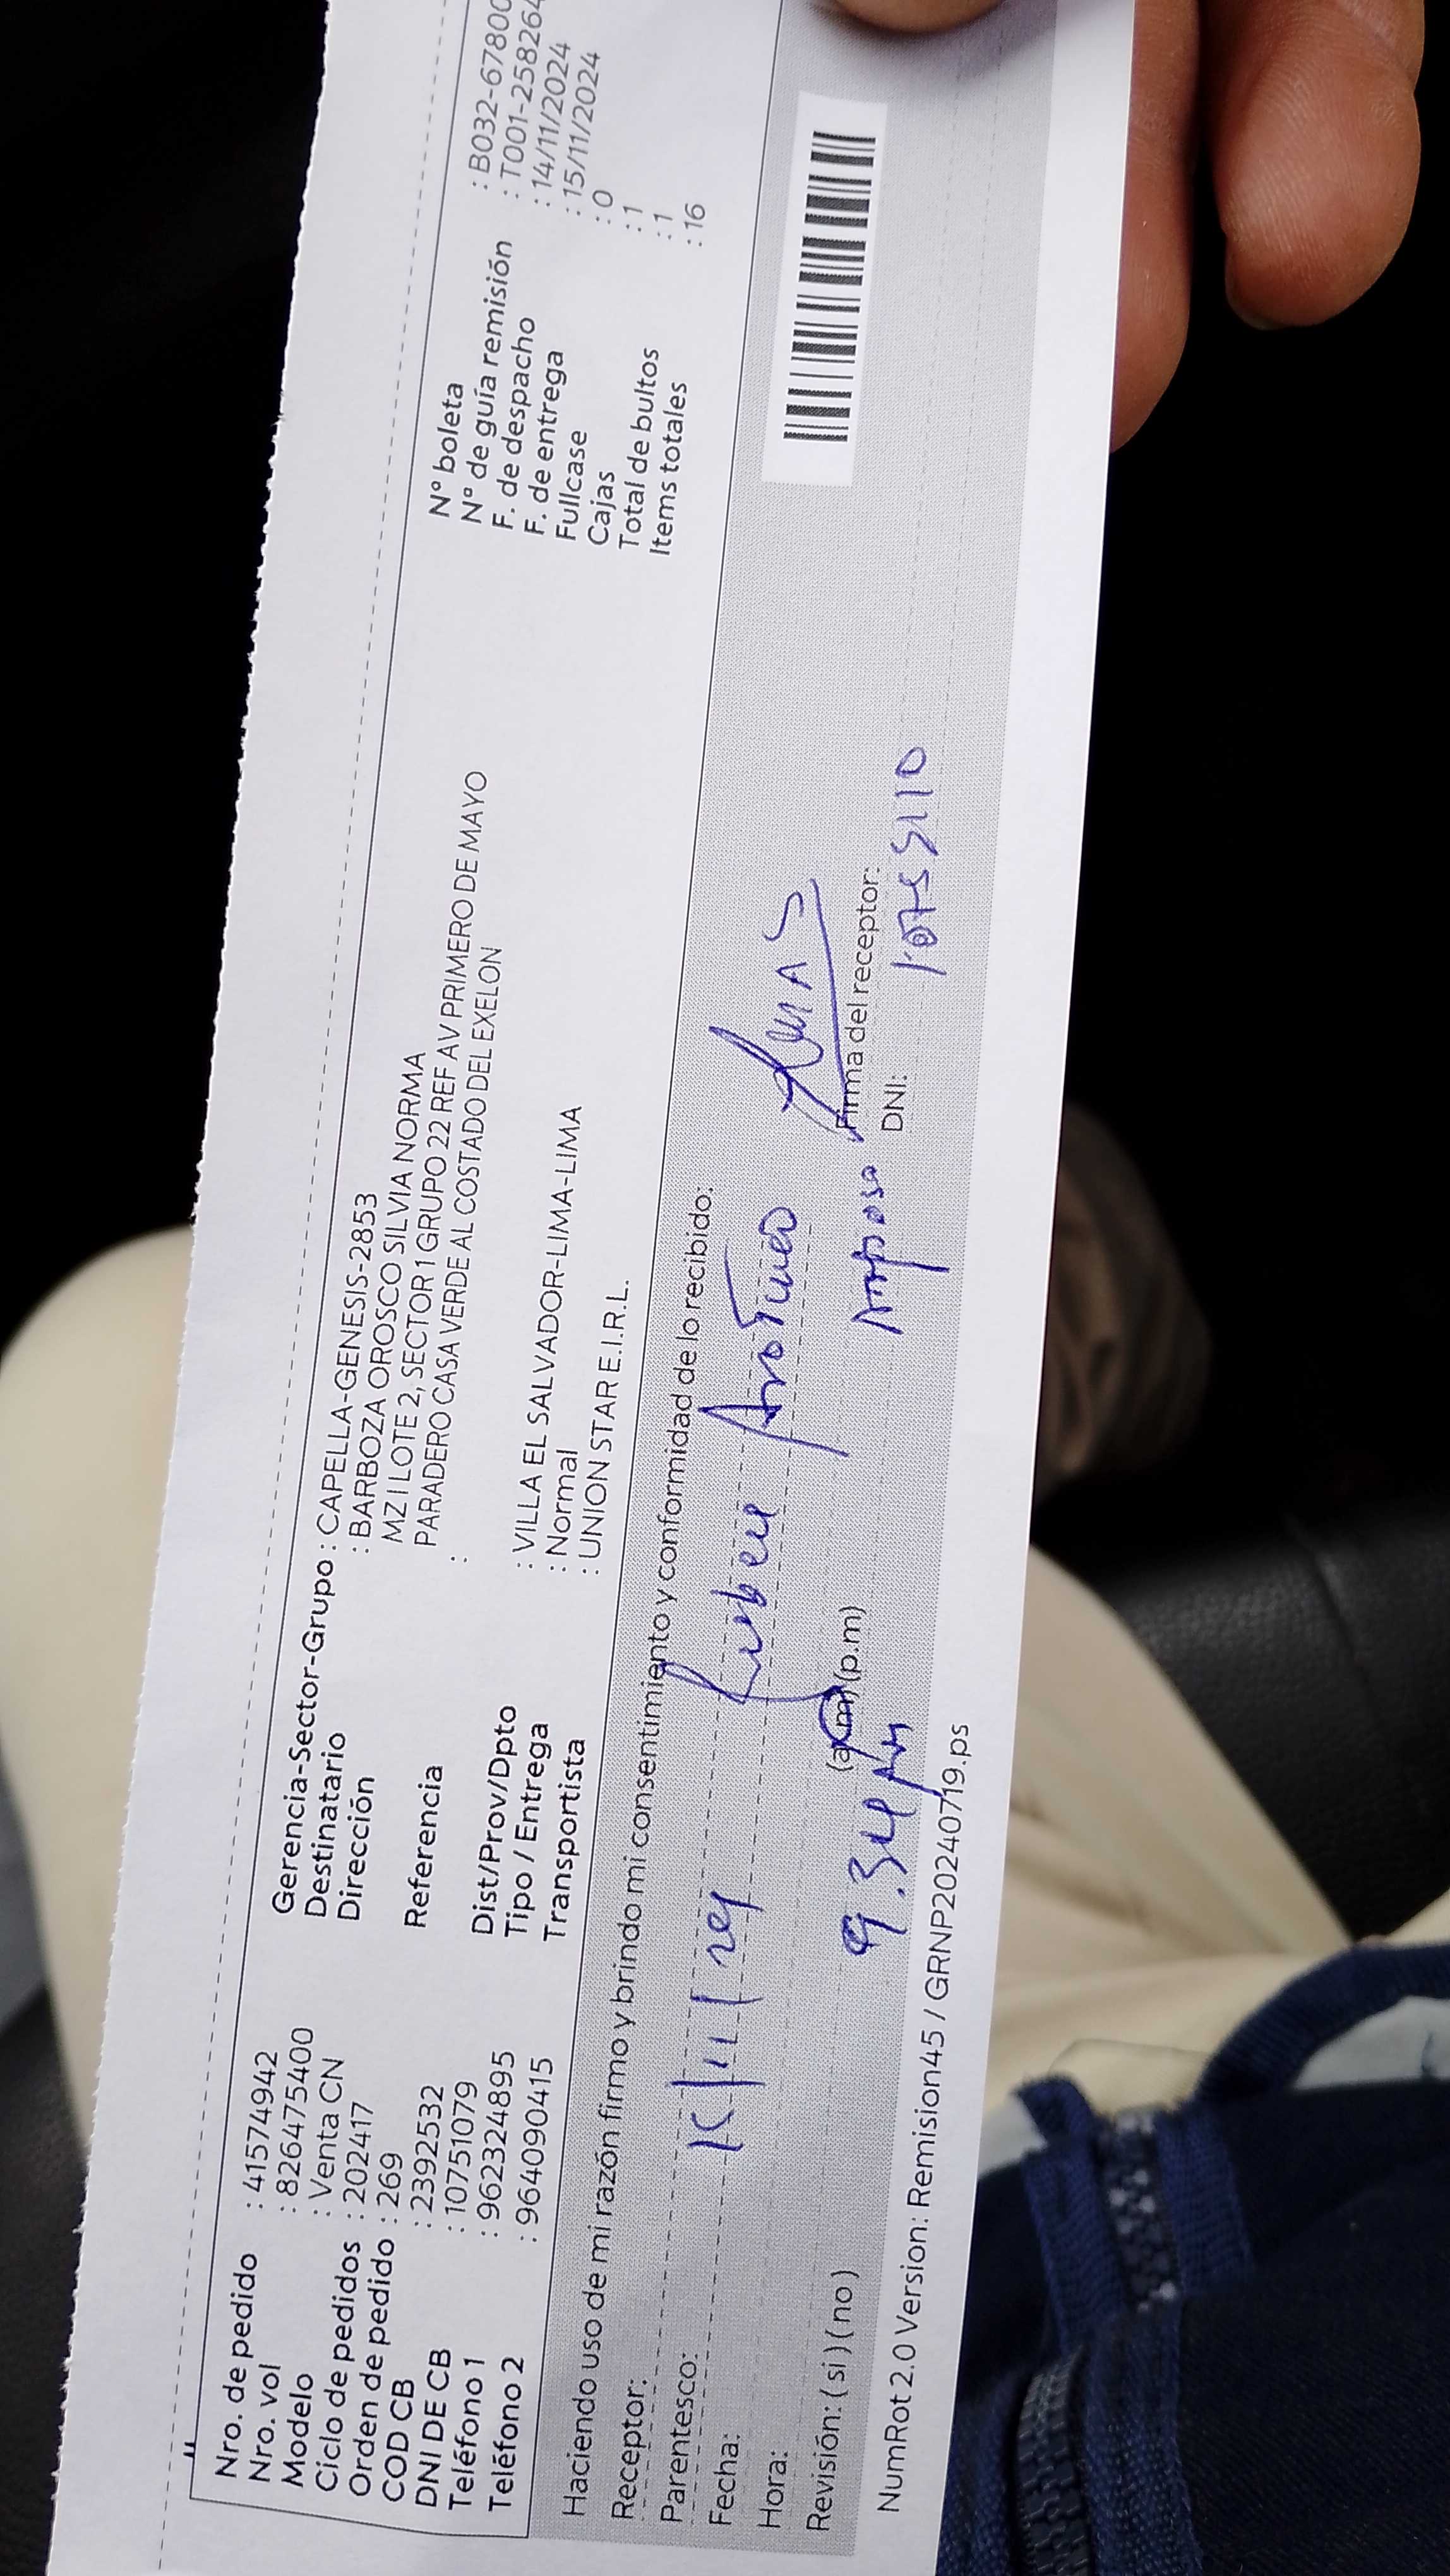 Nro. de pedido : 41574942
Nro. vol : 826475400
Modelo : Venta CN
Ciclo de pedidos : 202417
Orden de pedido : 269
COD CB : 2392532
DNI DE CB : 10751079
Teléfono 1 : 962324895
Teléfono 2 : 964090415
Gerencia-Sector-Grupo : CAPELLA-GENESIS-2853
Destinatario : BARBOZA OROSCO SILVIA NORMA
Dirección MZ I LOTE 2, SECTOR 1 GRUPO 22 REF AV PRIMERO DE MAYO
PARADERO CASA VERDE AL COSTADO DEL EXELON
Referencia :
Dist/Prov/Dpto : VILLA EL SALVADOR-LIMA-LIMA
Tipo / Entrega : Normal
Transportista : UNION STAR E.I.R.L.
N° boleta : B032-67800
N° de guía remisión : T001-258264
F. de despacho : 14/11/2024
F. de entrega : 15/11/2024
Fullcase : 0
Cajas : 1
Total de bultos : 1
Items totales : 16
Haciendo uso de mi razón firmo y brindo mi consentimiento y conformidad de lo recibido:
Receptor:
Parentesco:
Fecha:
Hora: (a.m) (p.m)
9.34
Revisión: ( si ) ( no )
Firma del receptor:
DNI:
NumRot 2.0 Version: Remision45 / GRNP20240719.ps